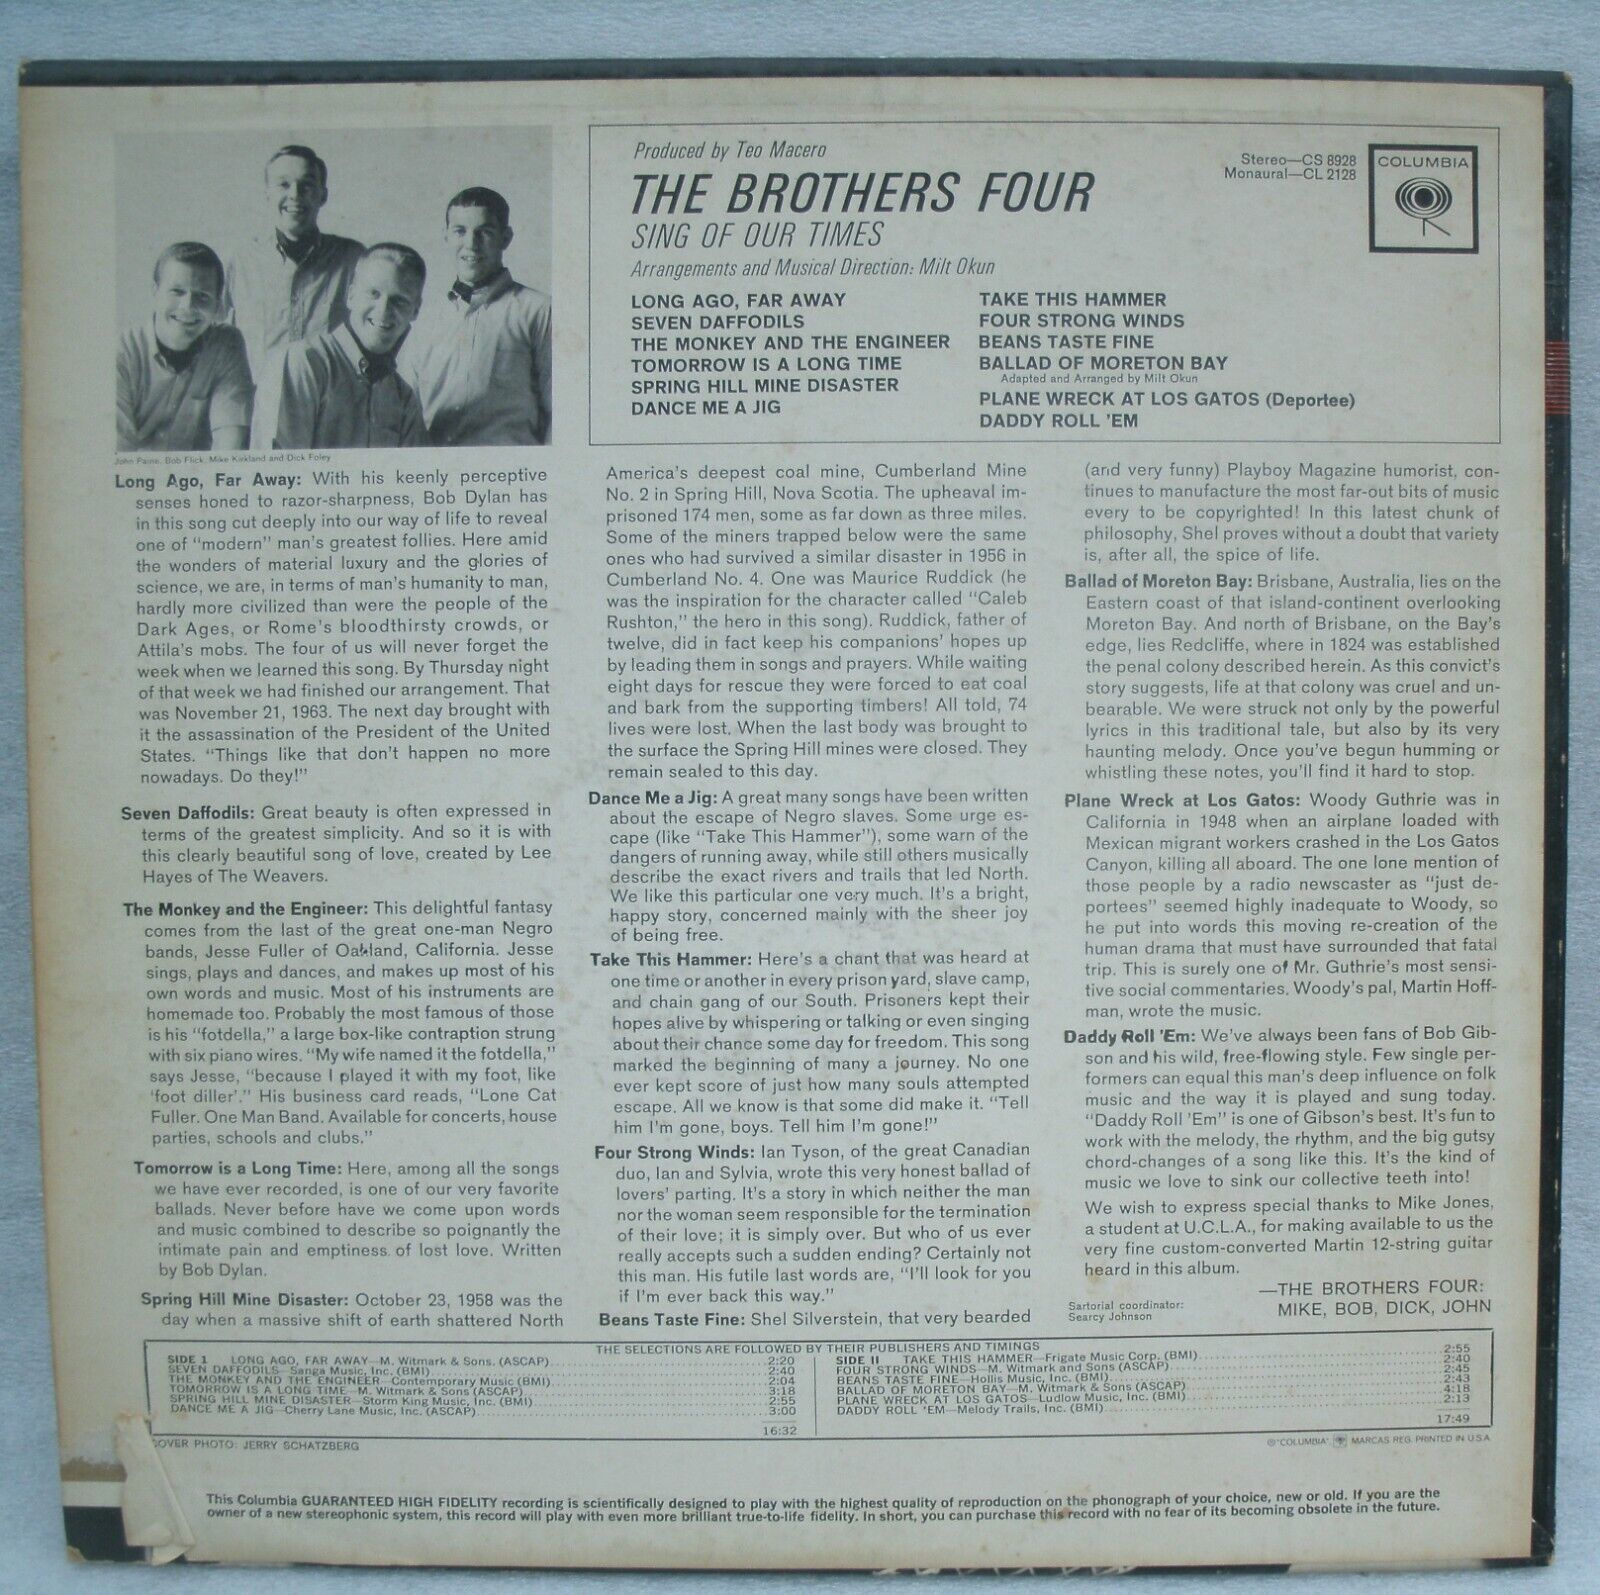 Produced by Teo Macero
THE BROTHERS FOUR
SING OF OUR TIMES
Arrangements and Musical Direction: Milt Okun
Stereo—CS 8928
Monaural—CL 2128
COLUMBIA
LONG AGO, FAR AWAY
SEVEN DAFFODILS
THE MONKEY AND THE ENGINEER
TOMORROW IS A LONG TIME
SPRING HILL MINE DISASTER
DANCE ME A JIG
TAKE THIS HAMMER
FOUR STRONG WINDS
BEANS TASTE FINE
BALLAD OF MORETON BAY
Adapted and Arranged by Milt Okun
PLANE WRECK AT LOS GATOS (Deportee)
DADDY ROLL 'EM
John Paine, Bob Flick, Mike Kirkland and Dick Foley
Long Ago, Far Away: With his keenly perceptive
senses honed to razor-sharpness, Bob Dylan has
in this song cut deeply into our way of life to reveal
one of "modern" man's greatest follies. Here amid
the wonders of material luxury and the glories of
science, we are, in terms of man's humanity to man,
hardly more civilized than were the people of the
Dark Ages, or Rome's bloodthirsty crowds, or
Attila's mobs. The four of us will never forget the
week when we learned this song. By Thursday night
of that week we had finished our arrangement. That
was November 21, 1963. The next day brought with
it the assassination of the President of the United
States. "Things like that don't happen no more
nowadays. Do they!"
Seven Daffodils: Great beauty is often expressed in
terms of the greatest simplicity. And so it is with
this clearly beautiful song of love, created by Lee
Hayes of The Weavers.
The Monkey and the Engineer: This delightful fantasy
comes from the last of the great one-man Negro
bands, Jesse Fuller of Oakland, California. Jesse
sings, plays and dances, and makes up most of his
own words and music. Most of his instruments are
homemade too. Probably the most famous of those
is his "fotdella," a large box-like contraption strung
with six piano wires. "My wife named it the fotdella,"
says Jesse, "because I played it with my foot, like
'foot diller'." His business card reads, "Lone Cat
Fuller. One Man Band. Available for concerts, house
parties, schools and clubs."
Tomorrow is a Long Time: Here, among all the songs
we have ever recorded, is one of our very favorite
ballads. Never before have we come upon words
and music combined to describe so poignantly the
intimate pain and emptiness of lost love. Written
by Bob Dylan.
Spring Hill Mine Disaster: October 23, 1958 was the
day when a massive shift of earth shattered North
America's deepest coal mine, Cumberland Mine
No. 2 in Spring Hill, Nova Scotia. The upheaval im-
prisoned 174 men, some as far down as three miles.
Some of the miners trapped below were the same
ones who had survived a similar disaster in 1956 in
Cumberland No. 4. One was Maurice Ruddick (he
was the inspiration for the character called "Caleb
Rushton," the hero in this song). Ruddick, father of
twelve, did in fact keep his companions' hopes up
by leading them in songs and prayers. While waiting
eight days for rescue they were forced to eat coal
and bark from the supporting timbers! All told, 74
lives were lost. When the last body was brought to
the surface the Spring Hill mines were closed. They
remain sealed to this day.
Dance Me a Jig: A great many songs have been written
about the escape of Negro slaves. Some urge es-
cape (like "Take This Hammer"), some warn of the
dangers of running away, while still others musically
describe the exact rivers and trails that led North.
We like this particular one very much. It's a bright,
happy story, concerned mainly with the sheer joy
of being free.
Take This Hammer: Here's a chant that was heard at
one time or another in every prison yard, slave camp,
and chain gang of our South. Prisoners kept their
hopes alive by whispering or talking or even singing
about their chance some day for freedom. This song
marked the beginning of many a journey. No one
ever kept score of just how many souls attempted
escape. All we know is that some did make it. "Tell
him I'm gone, boys. Tell him I'm gone!"
Four Strong Winds: Ian Tyson, of the great Canadian
duo, Ian and Sylvia, wrote this very honest ballad of
lovers' parting. It's a story in which neither the man
nor the woman seem responsible for the termination
of their love; it is simply over. But who of us ever
really accepts such a sudden ending? Certainly not
this man. His futile last words are, "I'll look for you
if I'm ever back this way."
Beans Taste Fine: Shel Silverstein, that very bearded
(and very funny) Playboy Magazine humorist, con-
tinues to manufacture the most far-out bits of music
every to be copyrighted! In this latest chunk of
philosophy, Shel proves without a doubt that variety
is, after all, the spice of life.
Ballad of Moreton Bay: Brisbane, Australia, lies on the
Eastern coast of that island-continent overlooking
Moreton Bay. And north of Brisbane, on the Bay's
edge, lies Redcliffe, where in 1824 was established
the penal colony described herein. As this convict's
story suggests, life at that colony was cruel and un-
bearable. We were struck not only by the powerful
lyrics in this traditional tale, but also by its very
haunting melody. Once you've begun humming or
whistling these notes, you'll find it hard to stop.
Plane Wreck at Los Gatos: Woody Guthrie was in
California in 1948 when an airplane loaded with
Mexican migrant workers crashed in the Los Gatos
Canyon, killing all aboard. The one lone mention of
those people by a radio newscaster as "just de-
portees" seemed highly inadequate to Woody, so
he put into words this moving re-creation of the
human drama that must have surrounded that fatal
trip. This is surely one of Mr. Guthrie's most sensi-
tive social commentaries. Woody's pal, Martin Hoff-
man, wrote the music.
Daddy Roll 'Em: We've always been fans of Bob Gib-
son and his wild, free-flowing style. Few single per-
formers can equal this man's deep influence on folk
music and the way it is played and sung today.
"Daddy Roll 'Em" is one of Gibson's best. It's fun to
work with the melody, the rhythm, and the big gutsy
chord-changes of a song like this. It's the kind of
music we love to sink our collective teeth into!
We wish to express special thanks to Mike Jones,
a student at U.C.L.A., for making available to us the
very fine custom-converted Martin 12-string guitar
heard in this album.
—THE BROTHERS FOUR:
MIKE, BOB, DICK, JOHN
Sartorial coordinator:
Searcy Johnson
THE SELECTIONS ARE FOLLOWED BY THEIR PUBLISHERS AND TIMINGS
SIDE 1 LONG AGO, FAR AWAY—M. Witmark & Sons. (ASCAP) 2:20
SEVEN DAFFODILS—Sanga Music, Inc. (BMI) 2:40
THE MONKEY AND THE ENGINEER—Contemporary Music (BMI) 2:04
TOMORROW IS A LONG TIME—M. Witmark & Sons (ASCAP) 3:18
SPRING HILL MINE DISASTER—Storm King Music, Inc. (BMI) 2:55
DANCE ME A JIG—Cherry Lane Music, Inc. (ASCAP) 3:00
16:32
SIDE II TAKE THIS HAMMER—Frigate Music Corp. (BMI) 2:55
FOUR STRONG WINDS—M. Witmark and Sons (ASCAP) 2:40
BEANS TASTE FINE—Hollis Music, Inc. (BMI) 2:45
BALLAD OF MORETON BAY—M. Witmark & Sons (ASCAP) 2:43
PLANE WRECK AT LOS GATOS—Ludlow Music, Inc. (BMI) 4:18
DADDY ROLL 'EM—Melody Trails, Inc. (BMI) 2:13
17:49
COVER PHOTO: JERRY SCHATZBERG
® "COLUMBIA", MARCAS REG. PRINTED IN U.S.A.
This Columbia GUARANTEED HIGH FIDELITY recording is scientifically designed to play with the highest quality of reproduction on the phonograph of your choice, new or old. If you are the
owner of a new stereophonic system, this record will play with even more brilliant true-to-life fidelity. In short, you can purchase this record with no fear of its becoming obsolete in the future.